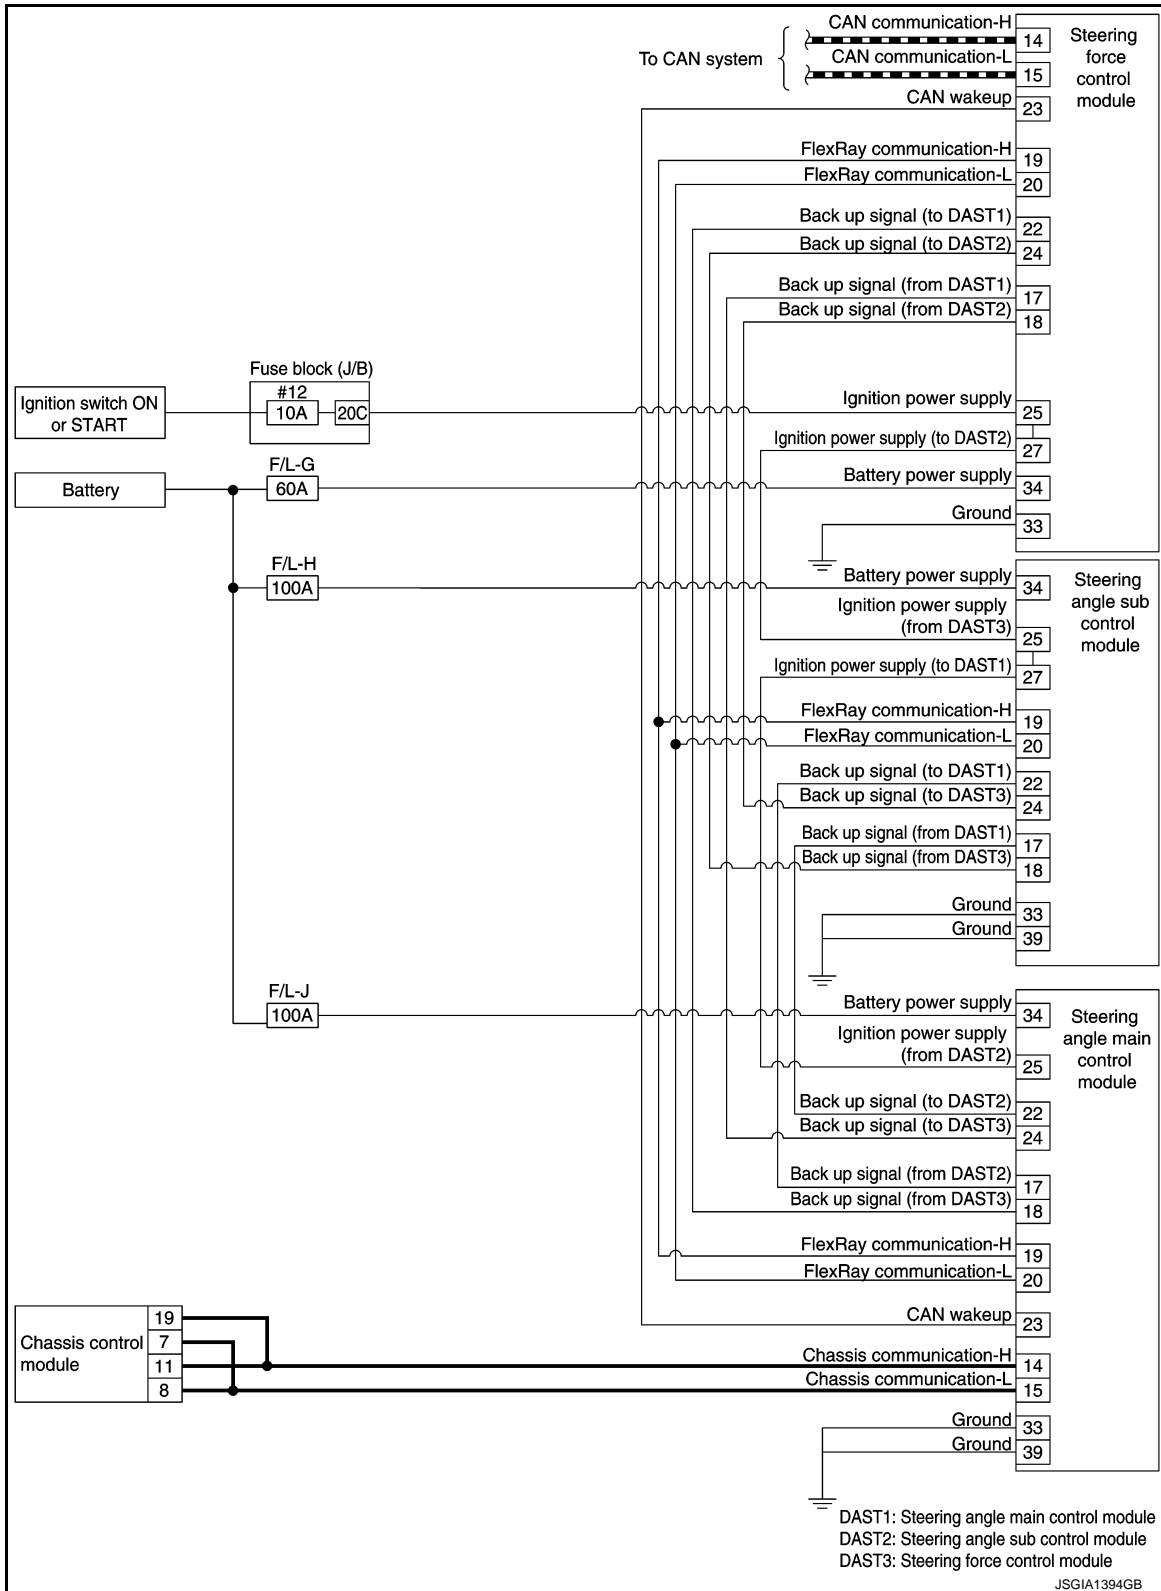 CAN communication-H
14
Steering
force
control
module
To CAN system
CAN communication-L
15
CAN wakeup
23
FlexRay communication-H
19
FlexRay communication-L
20
Back up signal (to DAST1)
22
Back up signal (to DAST2)
24
Back up signal (from DAST1)
17
Back up signal (from DAST2)
18
Fuse block (J/B)
Ignition switch ON
or START
#12
10A
20C
Ignition power supply
25
Ignition power supply (to DAST2)
27
Battery
F/L-G
60A
Battery power supply
34
Ground
33
F/L-H
100A
Battery power supply
34
Steering
angle sub
control
module
Ignition power supply
(from DAST3)
25
Ignition power supply (to DAST1)
27
FlexRay communication-H
19
FlexRay communication-L
20
Back up signal (to DAST1)
22
Back up signal (to DAST3)
24
Back up signal (from DAST1)
17
Back up signal (from DAST3)
18
Ground
33
Ground
39
F/L-J
100A
Battery power supply
34
Steering
angle main
control
module
Ignition power supply
(from DAST2)
25
Back up signal (to DAST2)
22
Back up signal (to DAST3)
24
Back up signal (from DAST2)
17
Back up signal (from DAST3)
18
FlexRay communication-H
19
FlexRay communication-L
20
CAN wakeup
23
Chassis control
module
19
7
11
8
Chassis communication-H
14
Chassis communication-L
15
Ground
33
Ground
39
DAST1: Steering angle main control module
DAST2: Steering angle sub control module
DAST3: Steering force control module
JSGIA1394GB